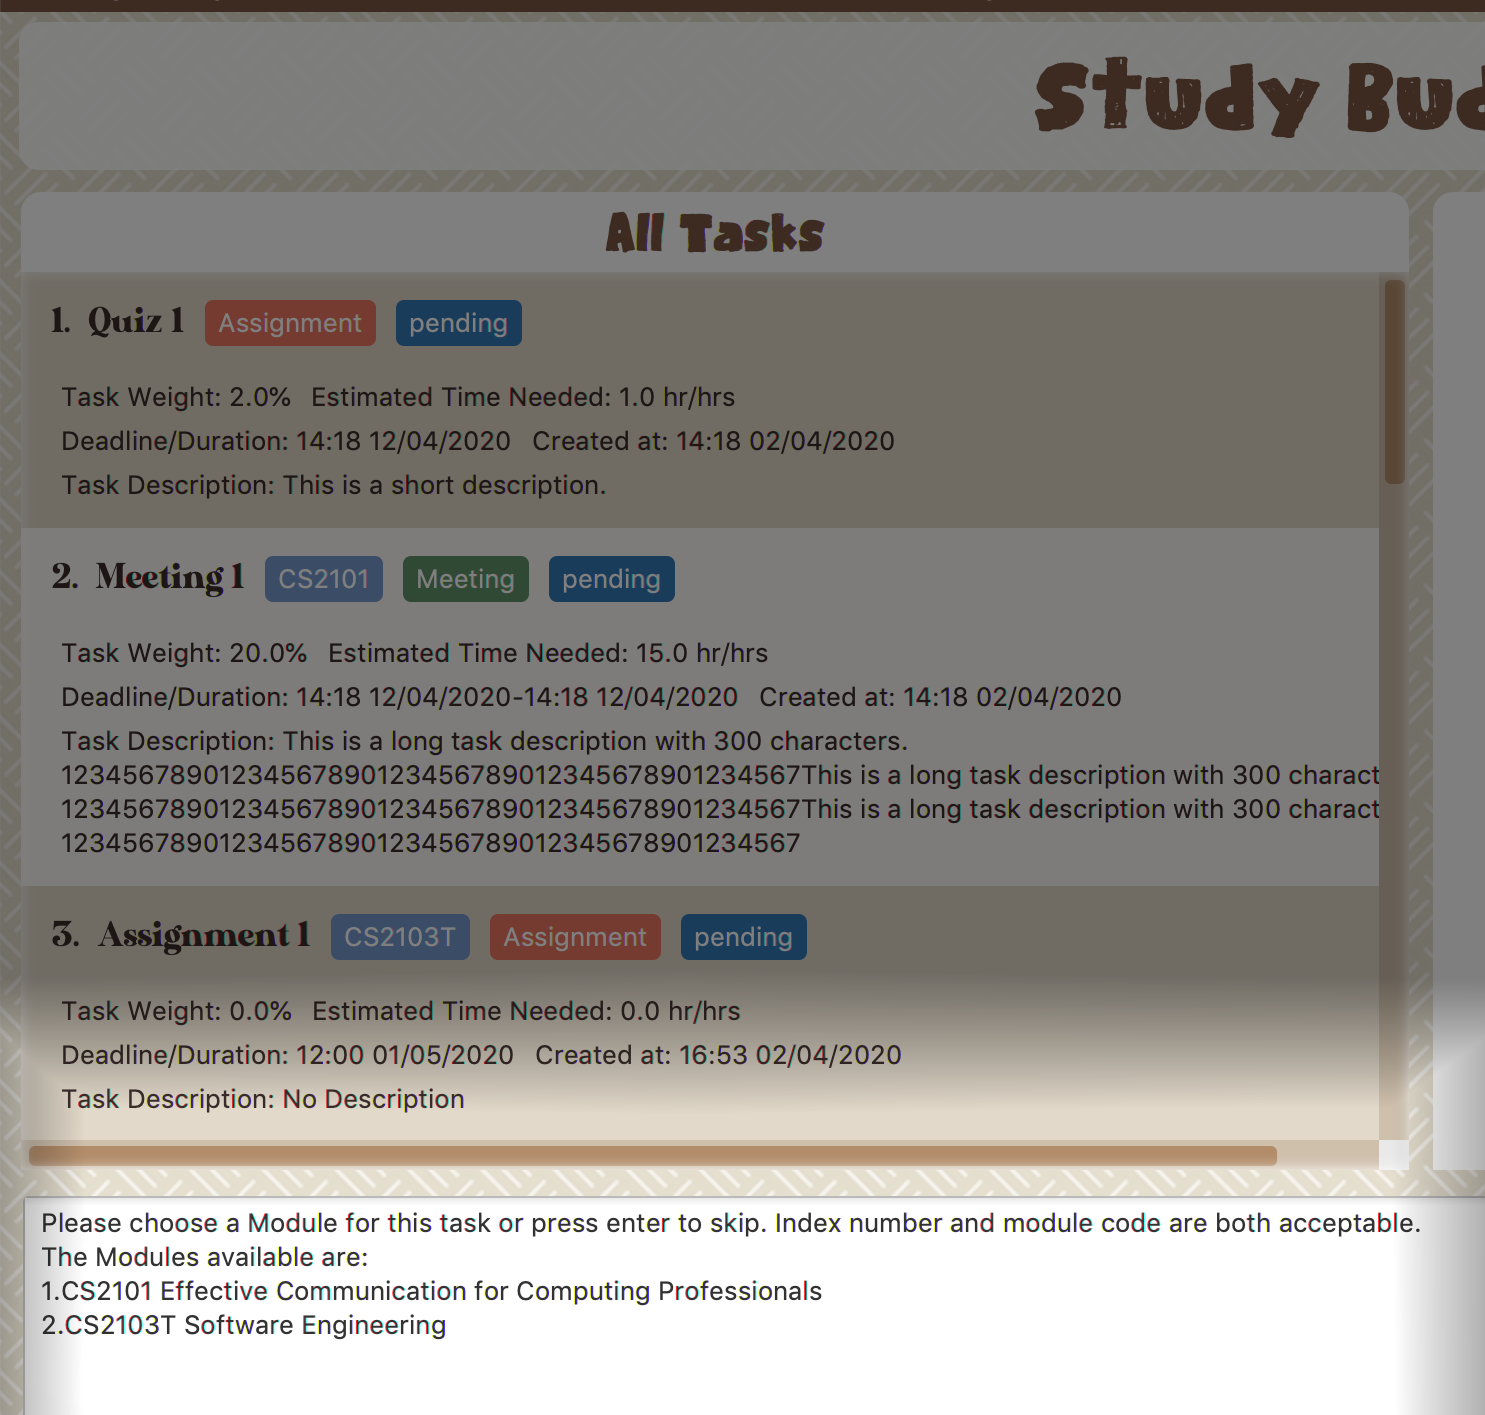 Study
All Tasks
1. Quiz 1 Assignment pending
Task Weight: 2.0% Estimated Time Needed: 1.0 hr/hrs
Deadline/Duration: 14:18 12/04/2020 Created at: 14:18 02/04/2020
Task Description: This is a short description.
2. Meeting 1 CS2101 Meeting pending
Task Weight: 20.0% Estimated Time Needed: 15.0 hr/hrs
Deadline/Duration: 14:18 12/04/2020-14:18 12/04/2020 Created at: 14:18 02/04/2020
Task Description: This is a long task description with 300 characters.
12345678901234567890123456789012345678901234567This is a long task description with 300 charact
12345678901234567890123456789012345678901234567This is a long task description with 300 charact
12345678901234567890123456789012345678901234567
3. Assignment 1 CS2103T Assignment pending
Task Weight: 0.0% Estimated Time Needed: 0.0 hr/hrs
Deadline/Duration: 12:00 01/05/2020 Created at: 16:53 02/04/2020
Task Description: No Description
Please choose a Module for this task or press enter to skip. Index number and module code are both acceptable.
The Modules available are:
1.CS2101 Effective Communication for Computing Professionals
2.CS2103T Software Engineering